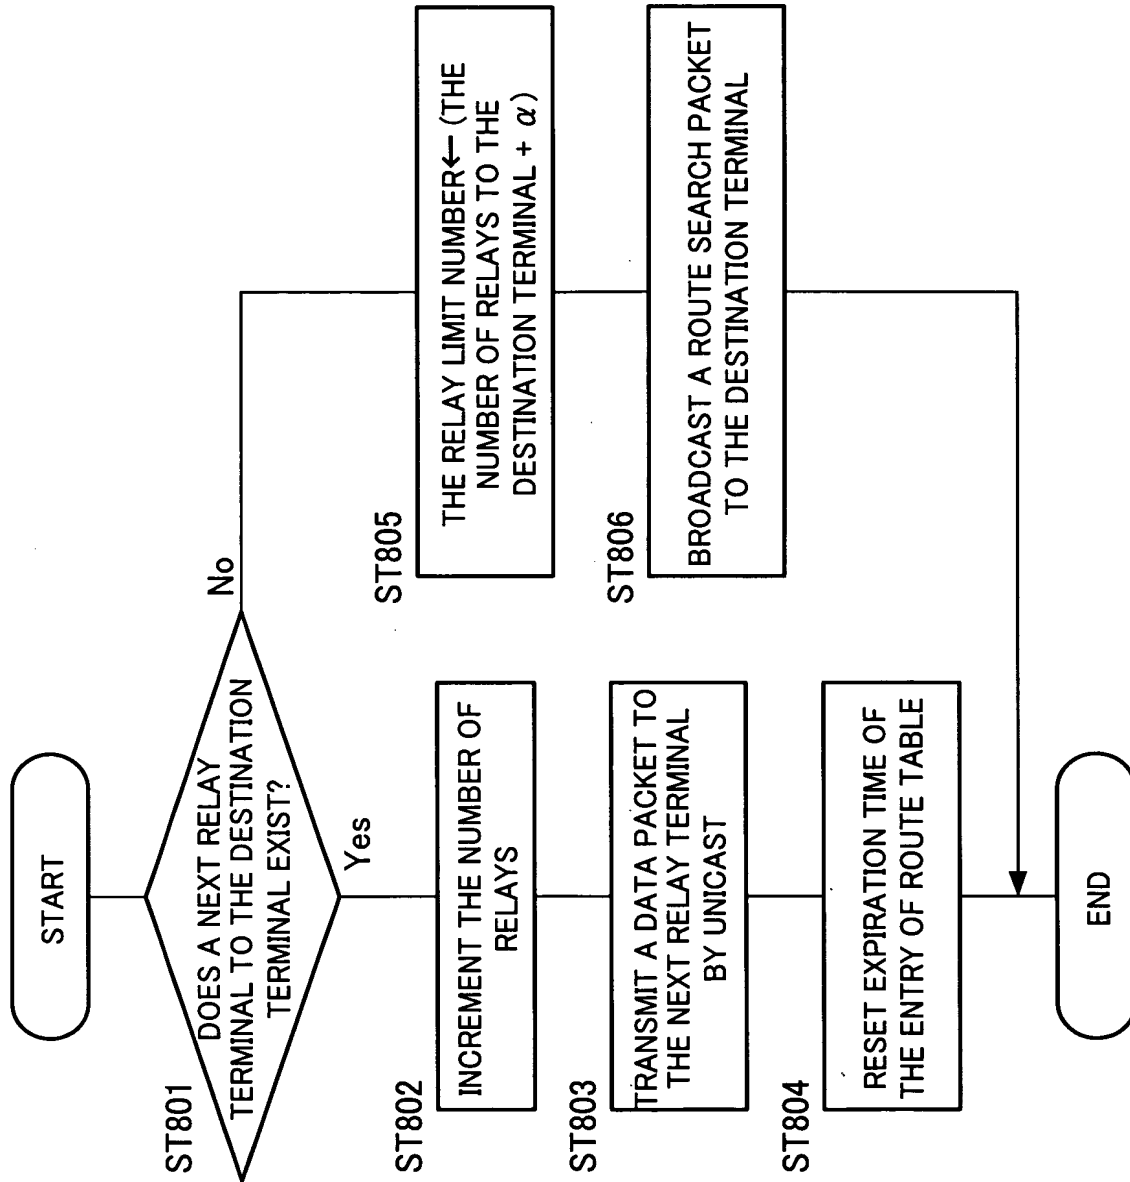 START
ST801
DOES A NEXT RELAY
TERMINAL TO THE DESTINATION
TERMINAL EXIST?
No
Yes
ST802
INCREMENT THE NUMBER OF
RELAYS
ST803
TRANSMIT A DATA PACKET TO
THE NEXT RELAY TERMINAL
BY UNICAST
ST804
RESET EXPIRATION TIME OF
THE ENTRY OF ROUTE TABLE
ST805
THE RELAY LIMIT NUMBER← (THE
NUMBER OF RELAYS TO THE
DESTINATION TERMINAL + α)
ST806
BROADCAST A ROUTE SEARCH PACKET
TO THE DESTINATION TERMINAL
END